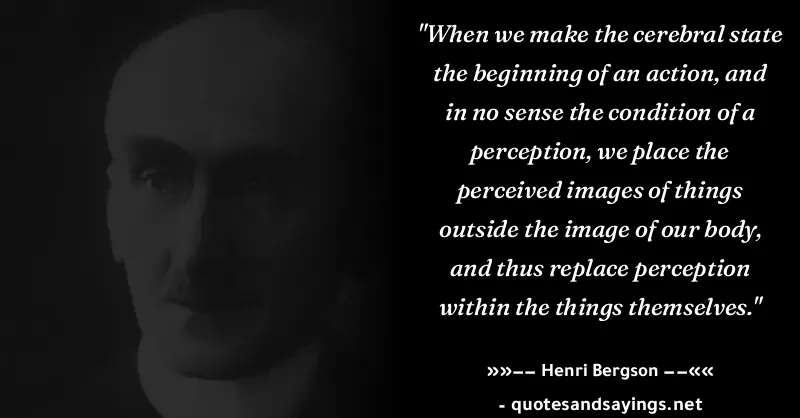 "When we make the cerebral state
the beginning of an action, and
in no sense the condition of a
perception, we place the
perceived images of things
outside the image of our body,
and thus replace perception
within the things themselves."
»»–– Henri Bergson ––««
- quotesandsayings.net